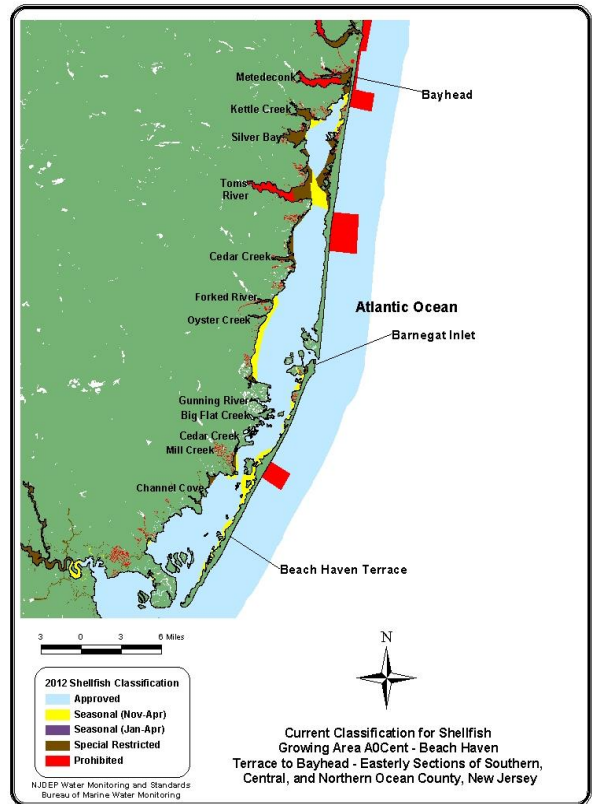 Metedeconk
Bayhead
Kettle Creek
Silver Bay
Toms
River
Cedar Creek
Forked River
Atlantic Ocean
Oyster Creek
Barnegat Inlet
Gunning River
Big Flat Creek
Cedar Creek
Mill Creek
Channel Cove
Beach Haven Terrace
3 0 3 6 Miles
N
2012 Shellfish Classification
Approved
Seasonal (Nov-Apr)
Seasonal (Jan-Apr)
Special Restricted
Prohibited
NJDEP Water Monitoring and Standards
Bureau of Marine Water Monitoring
Current Classification for Shellfish
Growing Area A0Cent - Beach Haven
Terrace to Bayhead - Easterly Sections of Southern,
Central, and Northern Ocean County, New Jersey